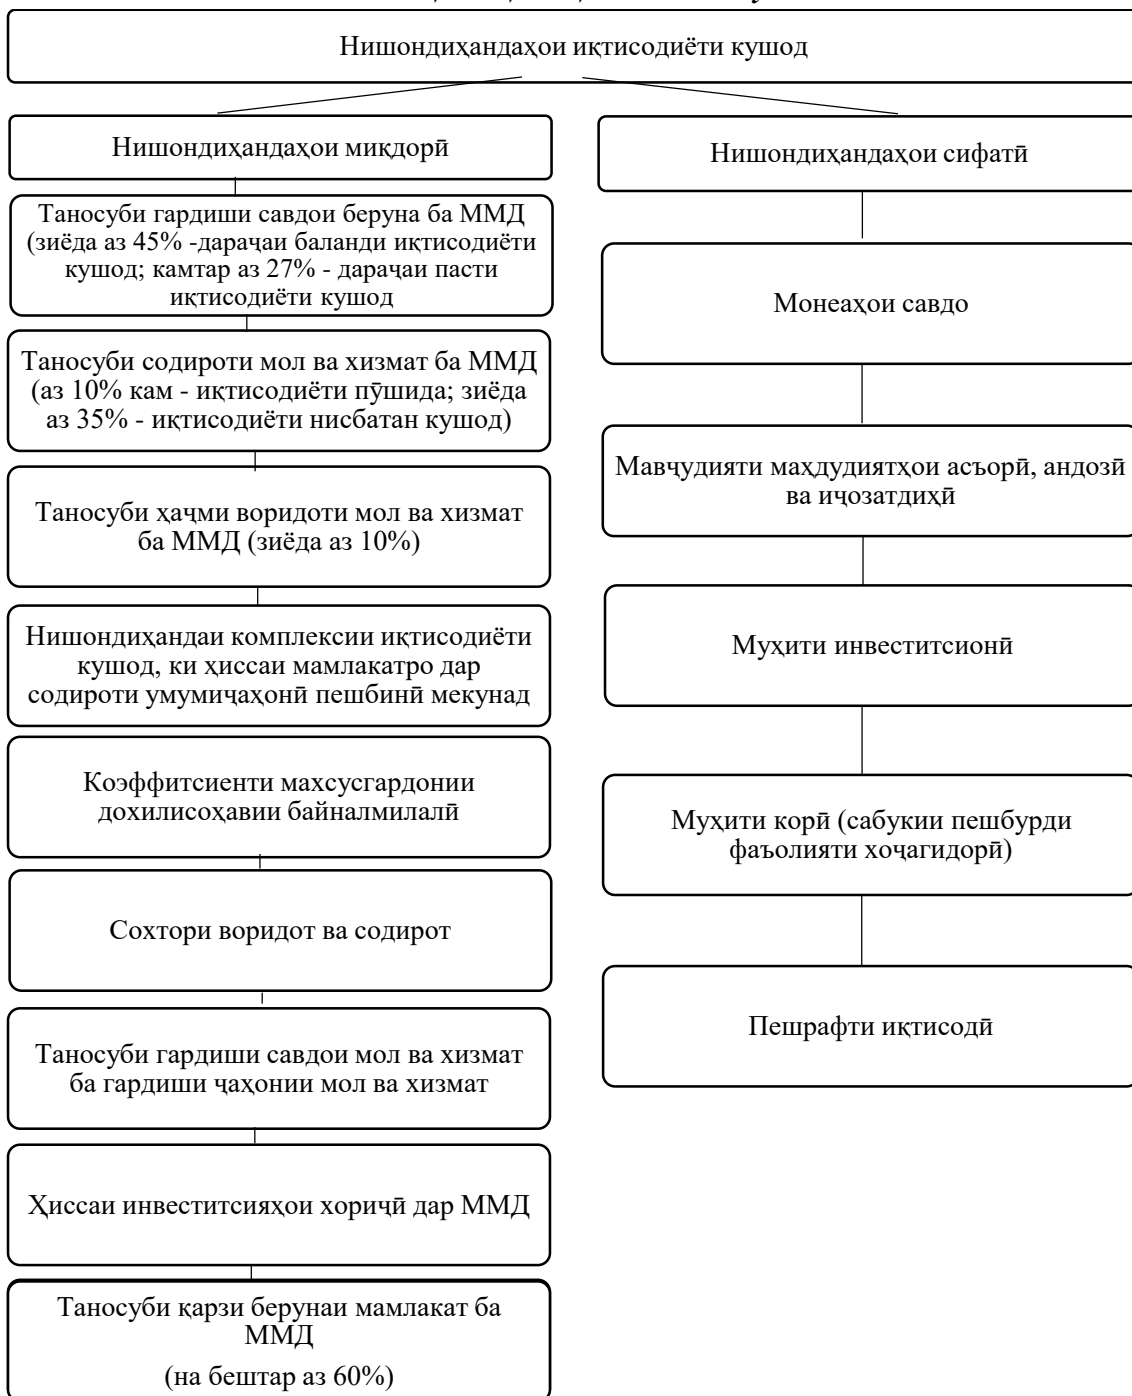 Нишондиҳандаҳои иқтисодиёти кушод
Нишондиҳандаҳои миқдорӣ
Таносуби гардиши савдои беруна ба ММД
(зиёда аз 45% -дараҷаи баланди иқтисодиёти
кушод; камтар аз 27% - дараҷаи пасти
иқтисодиёти кушод
Таносуби содироти мол ва хизмат ба ММД
(аз 10% кам - иқтисодиёти пӯшида; зиёда
аз 35% - иқтисодиёти нисбатан кушод)
Таносуби ҳаҷми воридоти мол ва хизмат
ба ММД (зиёда аз 10%)
Нишондиҳандаи комплексии иқтисодиёти
кушод, ки ҳиссаи мамлакатро дар
содироти умумиҷаҳонӣ пешбинӣ мекунад
Коэффитсиенти махсусгардонии
дохилисоҳавии байналмилалӣ
Сохтори воридот ва содирот
Таносуби гардиши савдои мол ва хизмат
ба гардиши ҷаҳонии мол ва хизмат
Ҳиссаи инвеститсияҳои хориҷӣ дар ММД
Таносуби қарзи берунаи мамлакат ба
ММД
(на бештар аз 60%)
Нишондиҳандаҳои сифатӣ
Монеаҳои савдо
Мавҷудияти маҳдудиятҳои асъорӣ, андозӣ
ва иҷозатдиҳӣ
Муҳити инвеститсионӣ
Муҳити корӣ (сабукии пешбурди
фаъолияти хоҷагидорӣ)
Пешрафти иқтисодӣ